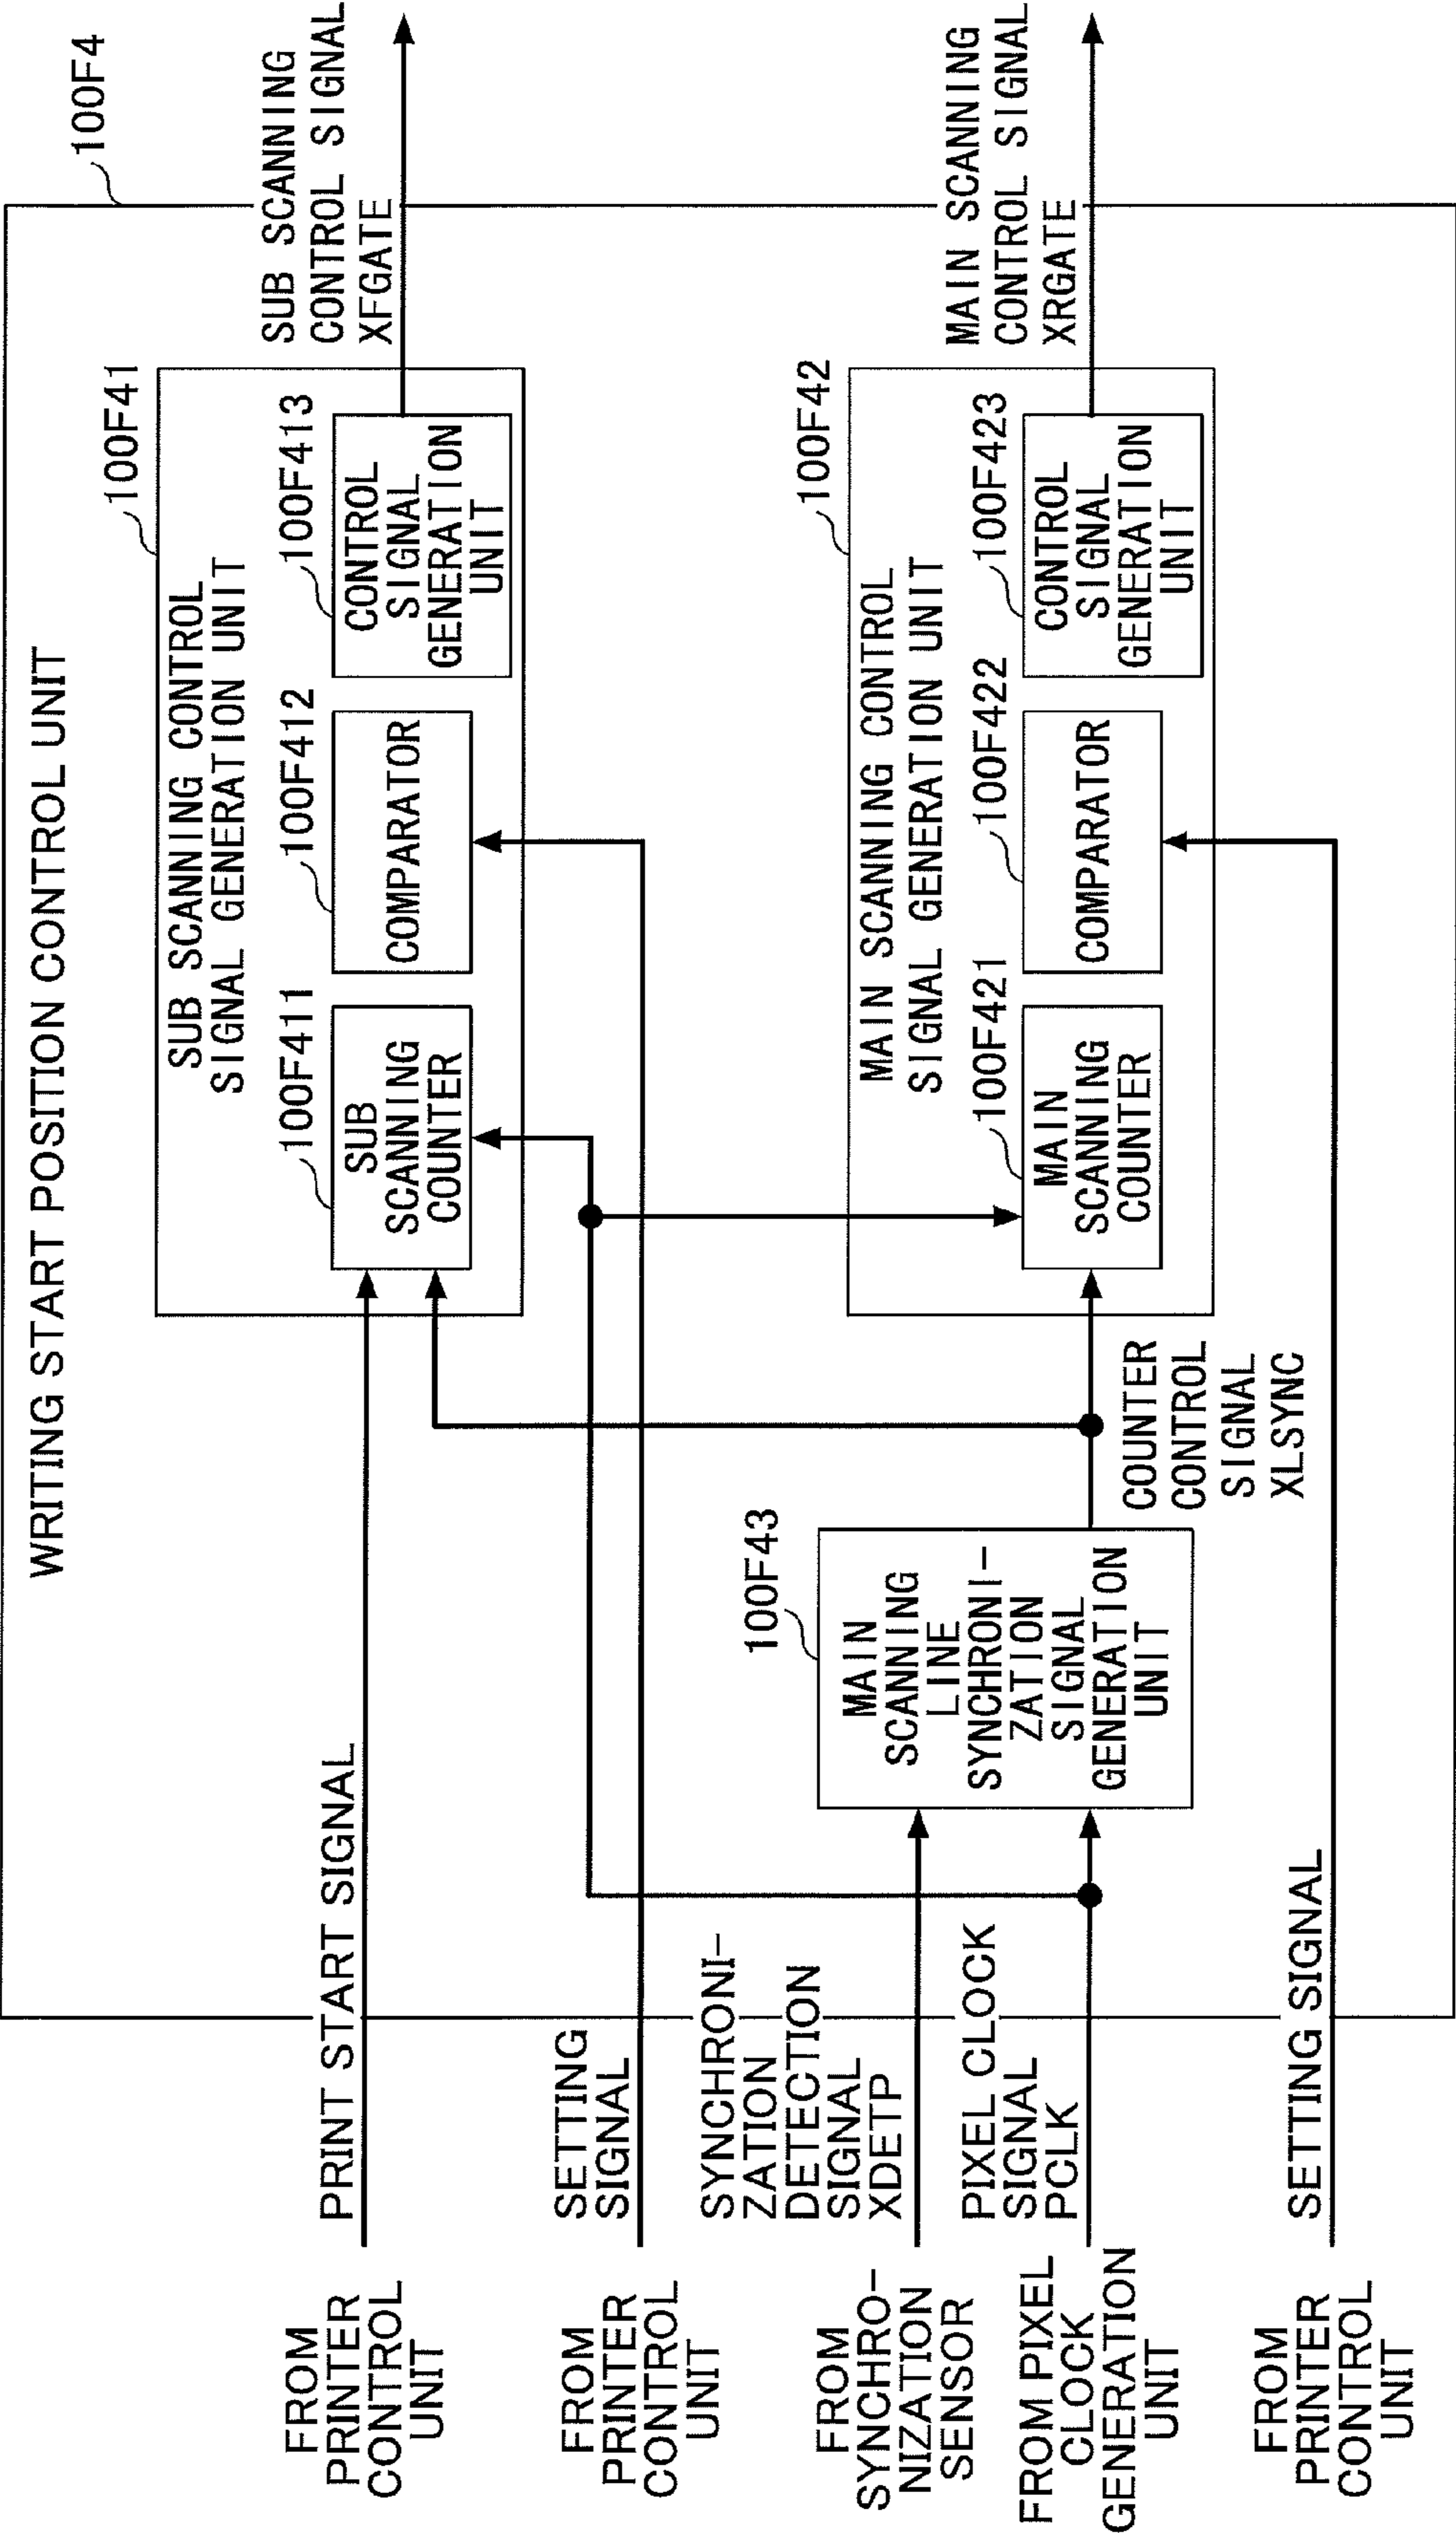 WRITING START POSITION CONTROL UNIT
100F4
FROM
PRINTER
CONTROL
UNIT
PRINT START SIGNAL
SUB SCANNING CONTROL
SIGNAL GENERATION UNIT
100F41
100F411
SUB
SCANNING
COUNTER
100F412
COMPARATOR
100F413
CONTROL
SIGNAL
GENERATION
UNIT
SUB SCANNING
CONTROL SIGNAL
XFGATE
FROM
PRINTER
CONTROL
UNIT
SETTING
SIGNAL
FROM
SYNCHRO-
NIZATION
SENSOR
SYNCHRONI-
ZATION
DETECTION
SIGNAL
XDETP
FROM PIXEL
CLOCK
GENERATION
UNIT
PIXEL CLOCK
SIGNAL
PCLK
100F43
MAIN
SCANNING
LINE
SYNCHRONI-
ZATION
SIGNAL
GENERATION
UNIT
COUNTER
CONTROL
SIGNAL
XLSYNC
MAIN SCANNING CONTROL
SIGNAL GENERATION UNIT
100F42
100F421
MAIN
SCANNING
COUNTER
100F422
COMPARATOR
100F423
CONTROL
SIGNAL
GENERATION
UNIT
MAIN SCANNING
CONTROL SIGNAL
XRGATE
FROM
PRINTER
CONTROL
UNIT
SETTING SIGNAL